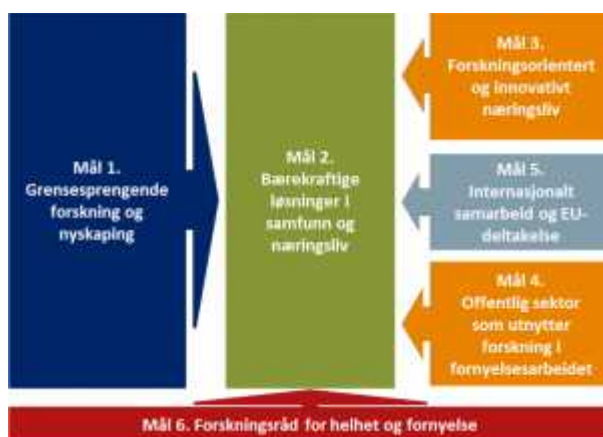 Mål 1.
Grensesprengende
forskning og
nyskaping
Mål 2.
Bærekraftige
løsninger i
samfunn og
næringsliv
Mål 3.
Forskningsorientert
og innovativt
næringsliv
Mål 5.
Internasjonalt
samarbeid og EU-
deltakelse
Mål 4.
Offentlig sektor
som utnytter
forskning i
fornyelsesarbeidet
Mål 6. Forskningsråd for helhet og fornyelse